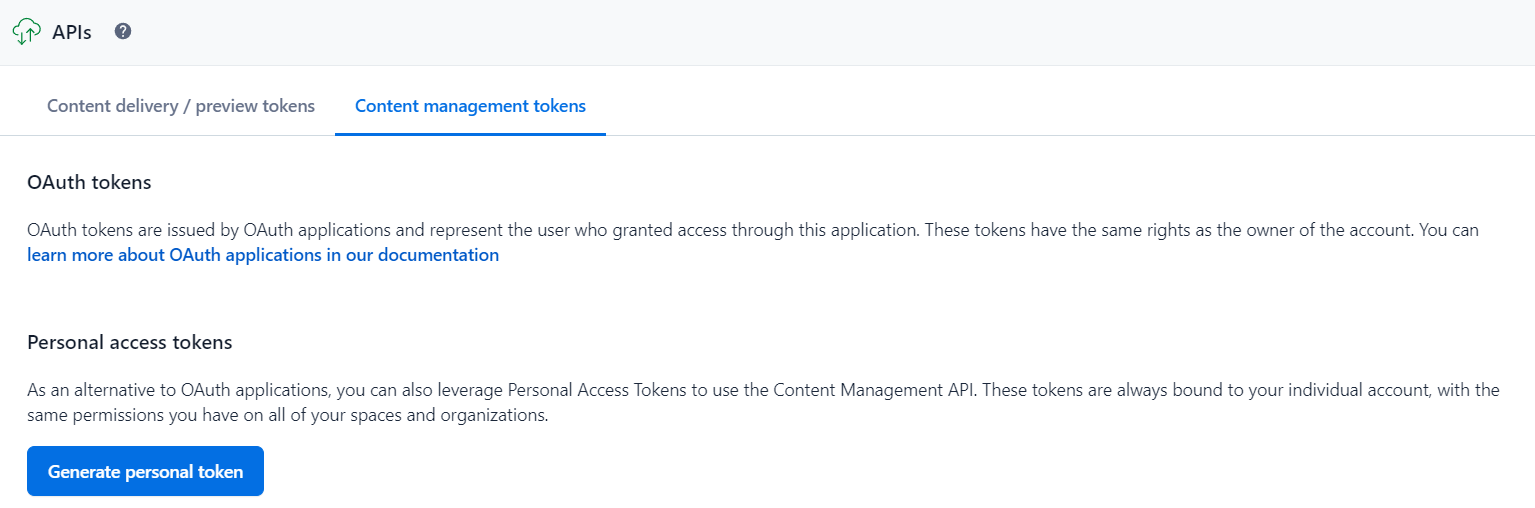 APIs ?
Content delivery / preview tokens Content management tokens
OAuth tokens
OAuth tokens are issued by OAuth applications and represent the user who granted access through this application. These tokens have the same rights as the owner of the account. You can
learn more about OAuth applications in our documentation
Personal access tokens
As an alternative to OAuth applications, you can also leverage Personal Access Tokens to use the Content Management API. These tokens are always bound to your individual account, with the
same permissions you have on all of your spaces and organizations.
Generate personal token